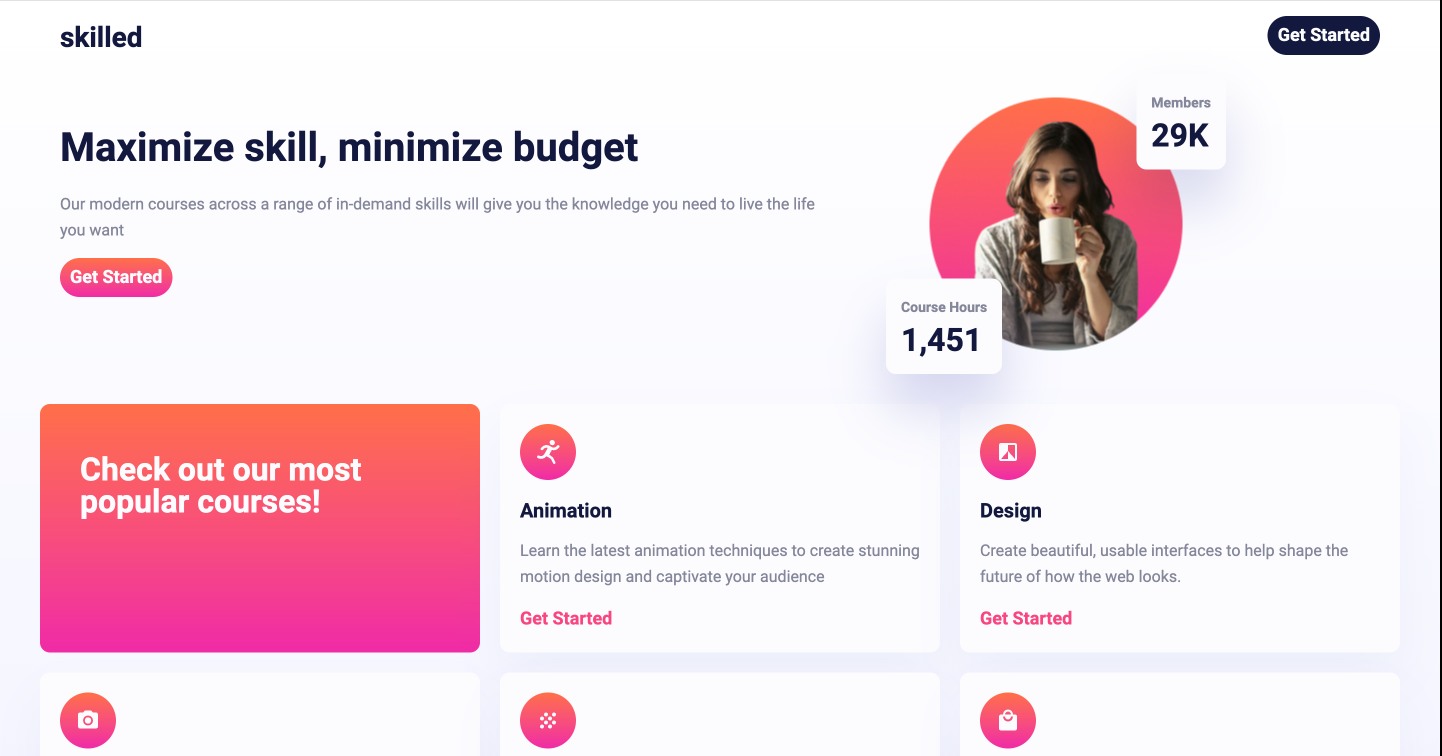 skilled
Get Started
Maximize skill, minimize budget
Our modern courses across a range of in-demand skills will give you the knowledge you need to live the life
you want
Get Started
Members
29K
Course Hours
1,451
Check out our most
popular courses!
Animation
Learn the latest animation techniques to create stunning
motion design and captivate your audience
Get Started
Design
Create beautiful, usable interfaces to help shape the
future of how the web looks.
Get Started